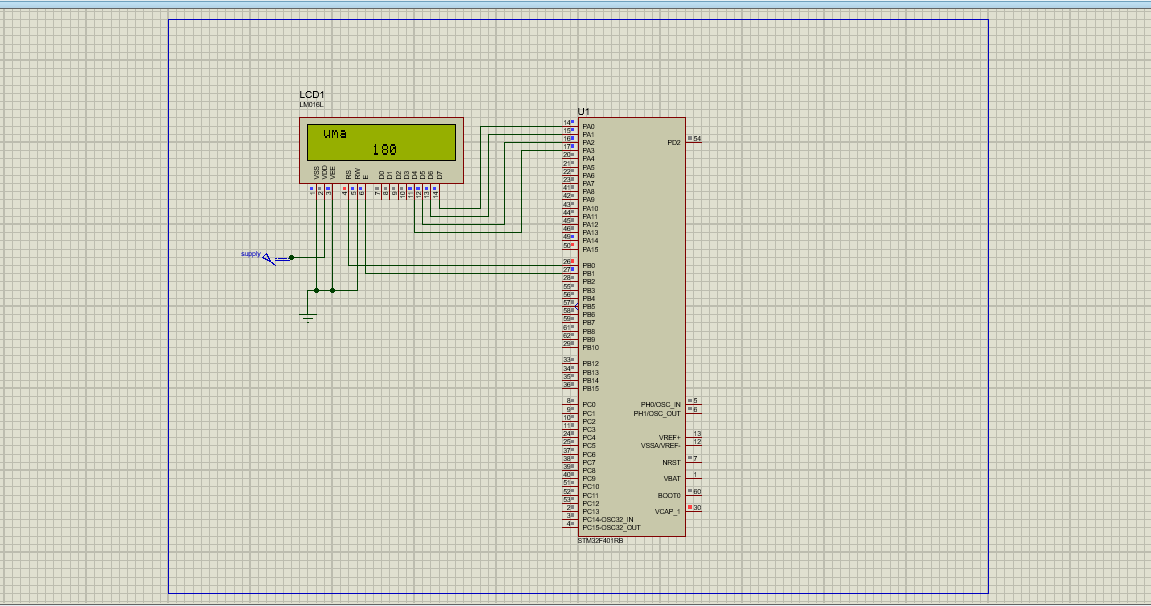 LCD1
LM016L
uma
180
VSS
VDD
VEE
RS
RW
E
D0
D1
D2
D3
D4
D5
D6
D7
1
2
3
4
5
6
7
8
9
10
11
12
13
14
supply
U1
14 PA0
15 PA1
16 PA2
17 PA3
20 PA4
21 PA5
22 PA6
23 PA7
41 PA8
42 PA9
43 PA10
44 PA11
45 PA12
46 PA13
49 PA14
50 PA15
26 PB0
27 PB1
28 PB2
55 PB3
56 PB4
57 PB5
58 PB6
59 PB7
61 PB8
62 PB9
29 PB10
33 PB12
34 PB13
35 PB14
36 PB15
8 PC0
9 PC1
10 PC2
11 PC3
24 PC4
25 PC5
37 PC6
38 PC7
39 PC8
40 PC9
51 PC10
52 PC11
53 PC12
2 PC13
3 PC14-OSC32_IN
4 PC15-OSC32_OUT
PD2 54
PH0/OSC_IN 5
PH1/OSC_OUT 6
VREF+ 13
VSSA/VREF- 12
NRST 7
VBAT 1
BOOT0 60
VCAP_1 30
STM32F401RB